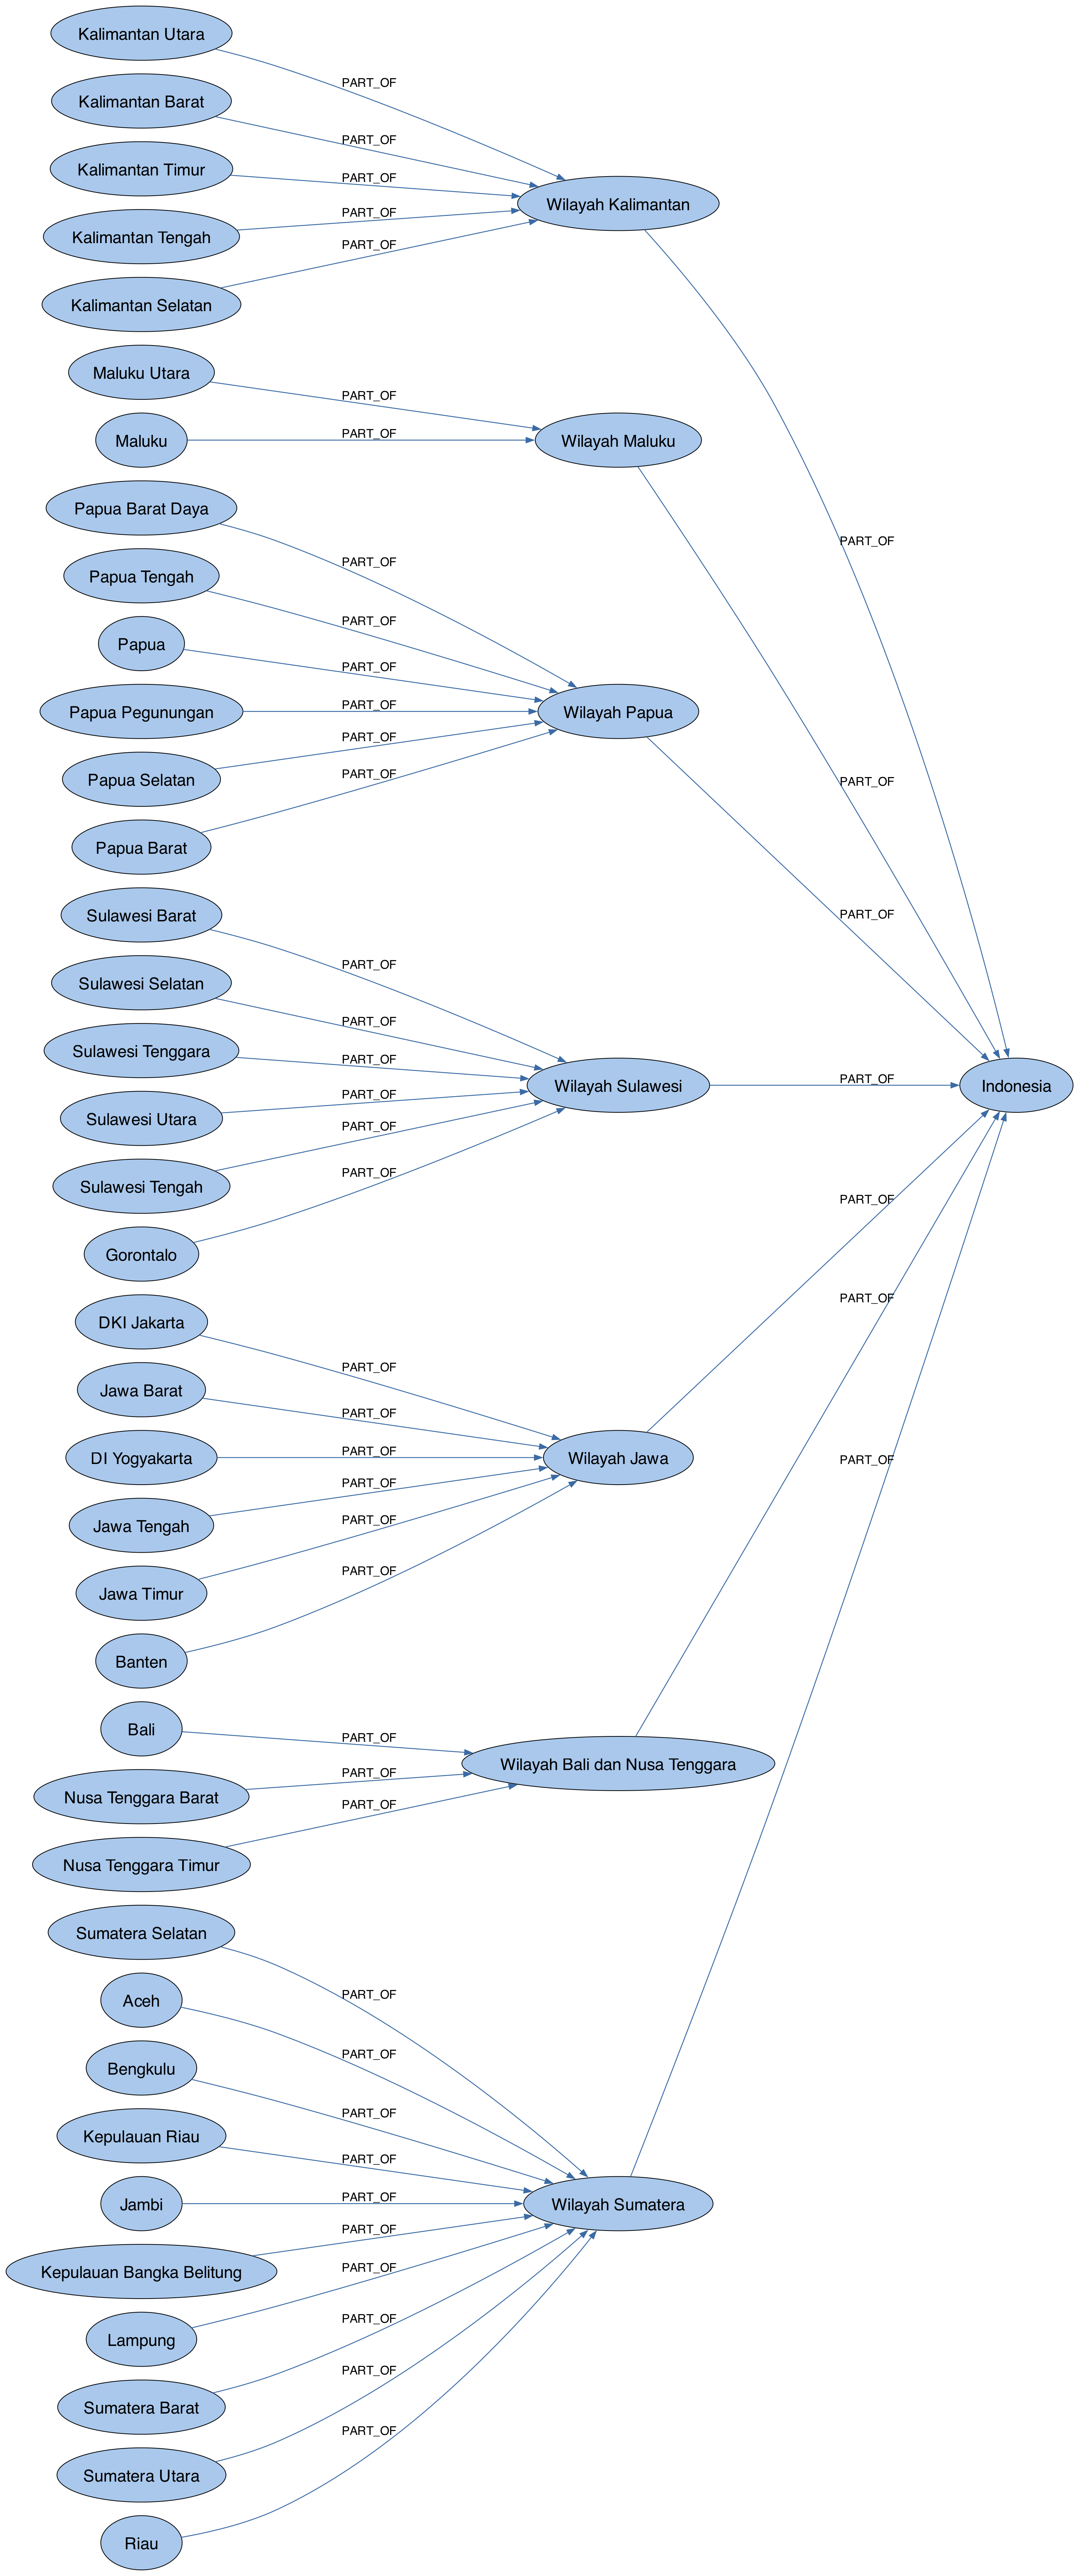 Kalimantan Utara
PART_OF
Kalimantan Barat
PART_OF
Kalimantan Timur
PART_OF
Wilayah Kalimantan
Kalimantan Tengah
PART_OF
PART_OF
Kalimantan Selatan
Maluku Utara
PART_OF
Maluku
PART_OF
Wilayah Maluku
Papua Barat Daya
PART_OF
PART_OF
Papua Tengah
PART_OF
Papua
PART_OF
Papua Pegunungan
PART_OF
Wilayah Papua
PART_OF
Papua Selatan
PART_OF
PART_OF
Papua Barat
Sulawesi Barat
PART_OF
PART_OF
Sulawesi Selatan
PART_OF
Sulawesi Tenggara
PART_OF
Wilayah Sulawesi
PART_OF
Indonesia
Sulawesi Utara
PART_OF
PART_OF
Sulawesi Tengah
PART_OF
PART_OF
Gorontalo
PART_OF
DKI Jakarta
PART_OF
Jawa Barat
PART_OF
DI Yogyakarta
PART_OF
Wilayah Jawa
PART_OF
PART_OF
Jawa Tengah
PART_OF
Jawa Timur
PART_OF
Banten
Bali
PART_OF
Wilayah Bali dan Nusa Tenggara
PART_OF
Nusa Tenggara Barat
PART_OF
Nusa Tenggara Timur
Sumatera Selatan
PART_OF
Aceh
PART_OF
Bengkulu
PART_OF
Kepulauan Riau
PART_OF
Jambi
PART_OF
Wilayah Sumatera
PART_OF
Kepulauan Bangka Belitung
PART_OF
Lampung
PART_OF
Sumatera Barat
PART_OF
Sumatera Utara
PART_OF
Riau